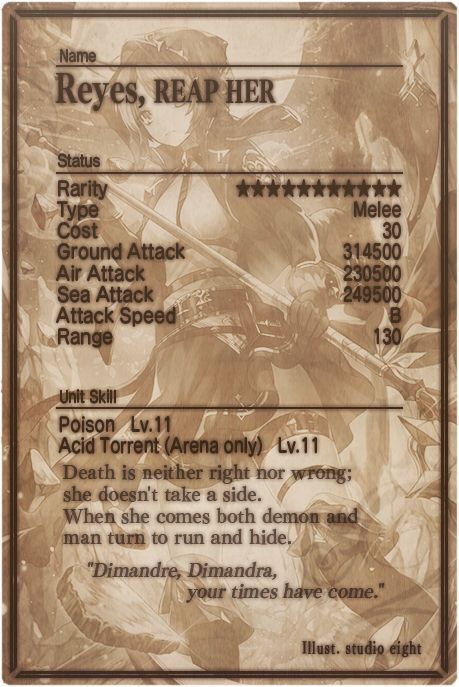 Name
Reyes, REAP HER
Status
Rarity ★★★★★★★★★★★
Type Melee
Cost 30
Ground Attack 314500
Air Attack 230500
Sea Attack 249500
Attack Speed B
Range 130
Unit Skill
Poison Lv.11
Acid Torrent (Arena only) Lv.11
Death is neither right nor wrong;
she doesn't take a side.
When she comes both demon and
man turn to run and hide.
"Dimandre, Dimandra,
your times have come."
Illust. studio eight